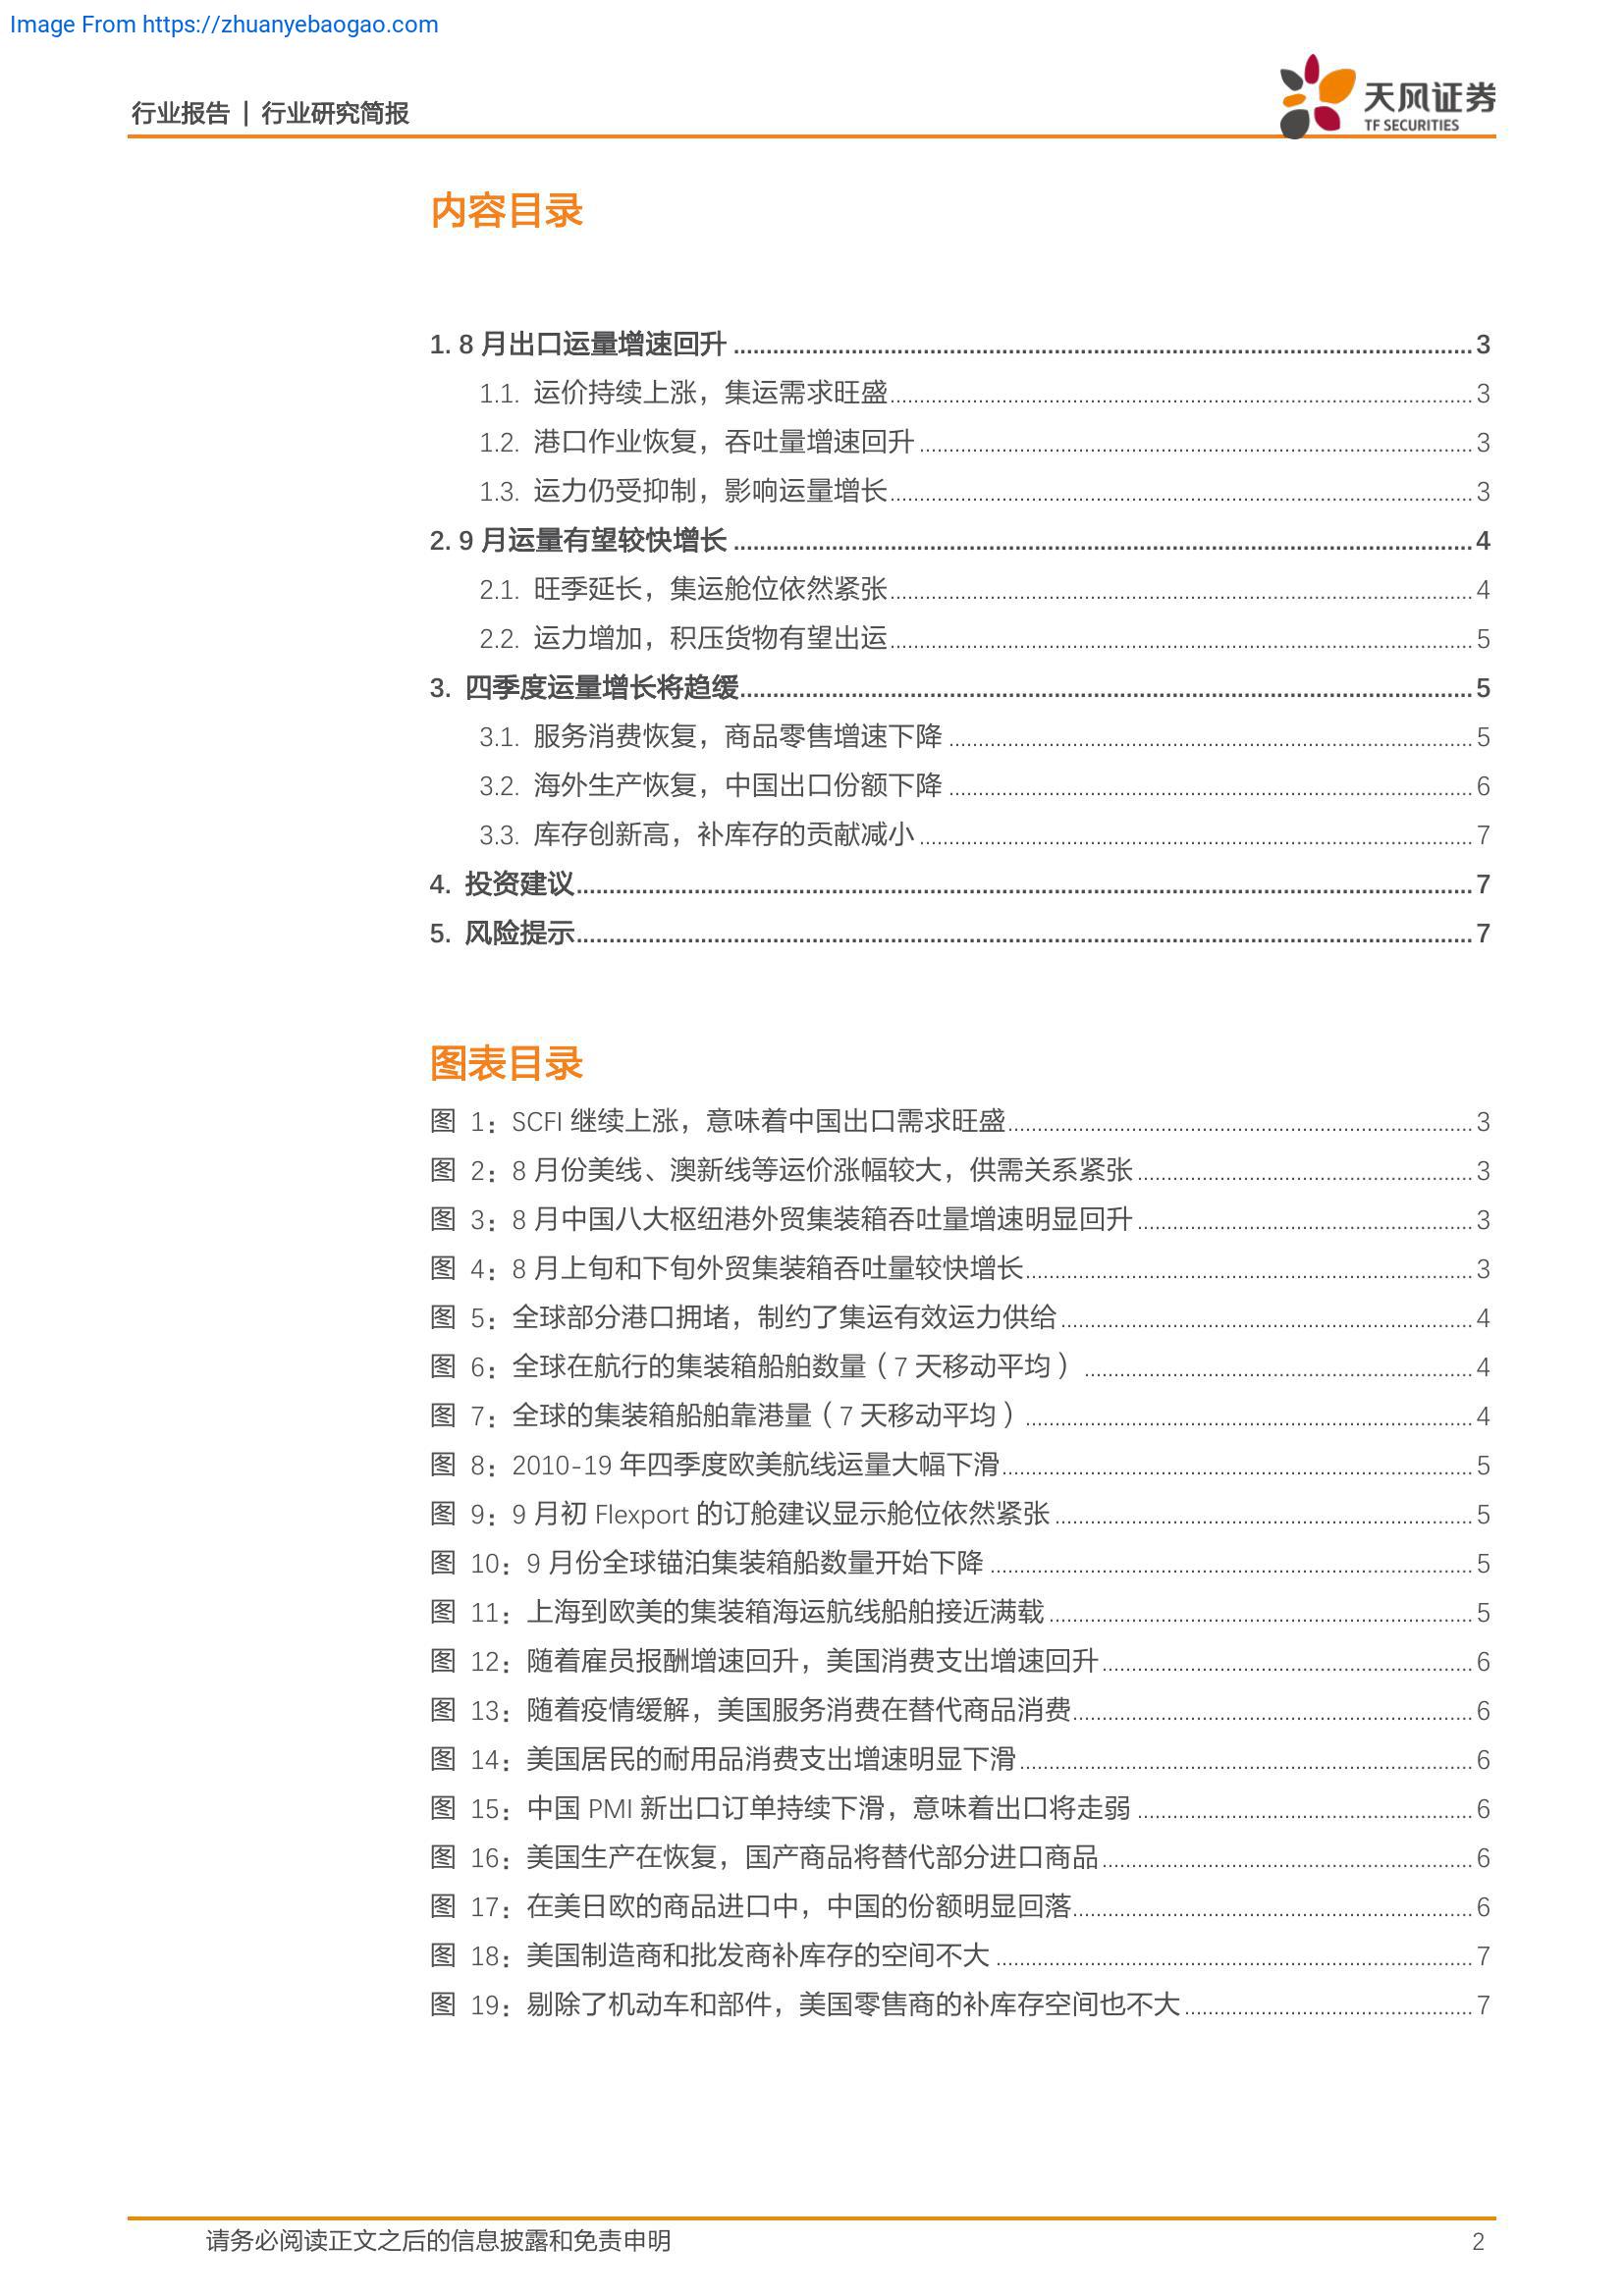 Image From https://zhuanyebaogao.com
行业报告 | 行业研究简报
天风证券
TF SECURITIES
内容目录
1. 8 月出口运量增速回升 ........ 3
1.1. 运价持续上涨，集运需求旺盛 ........ 3
1.2. 港口作业恢复，吞吐量增速回升 ........ 3
1.3. 运力仍受抑制，影响运量增长 ........ 3
2. 9 月运量有望较快增长 ........ 4
2.1. 旺季延长，集运舱位依然紧张 ........ 4
2.2. 运力增加，积压货物有望出运 ........ 5
3. 四季度运量增长将趋缓 ........ 5
3.1. 服务消费恢复，商品零售增速下降 ........ 5
3.2. 海外生产恢复，中国出口份额下降 ........ 6
3.3. 库存创新高，补库存的贡献减小 ........ 7
4. 投资建议 ........ 7
5. 风险提示 ........ 7
图表目录
图 1：SCFI 继续上涨，意味着中国出口需求旺盛 ........ 3
图 2：8 月份美线、澳新线等运价涨幅较大，供需关系紧张 ........ 3
图 3：8 月中国八大枢纽港外贸集装箱吞吐量增速明显回升 ........ 3
图 4：8 月上旬和下旬外贸集装箱吞吐量较快增长 ........ 3
图 5：全球部分港口拥堵，制约了集运有效运力供给 ........ 4
图 6：全球在航行的集装箱船舶数量（7 天移动平均） ........ 4
图 7：全球的集装箱船舶靠港量（7 天移动平均） ........ 4
图 8：2010-19 年四季度欧美航线运量大幅下滑 ........ 5
图 9：9 月初 Flexport 的订舱建议显示舱位依然紧张 ........ 5
图 10：9 月份全球锚泊集装箱船数量开始下降 ........ 5
图 11：上海到欧美的集装箱海运航线船舶接近满载 ........ 5
图 12：随着雇员报酬增速回升，美国消费支出增速回升 ........ 6
图 13：随着疫情缓解，美国服务消费在替代商品消费 ........ 6
图 14：美国居民的耐用品消费支出增速明显下滑 ........ 6
图 15：中国 PMI 新出口订单持续下滑，意味着出口将走弱 ........ 6
图 16：美国生产在恢复，国产商品将替代部分进口商品 ........ 6
图 17：在美日欧的商品进口中，中国的份额明显回落 ........ 6
图 18：美国制造商和批发商补库存的空间不大 ........ 7
图 19：剔除了机动车和部件，美国零售商的补库存空间也不大 ........ 7
请务必阅读正文之后的信息披露和免责申明 2